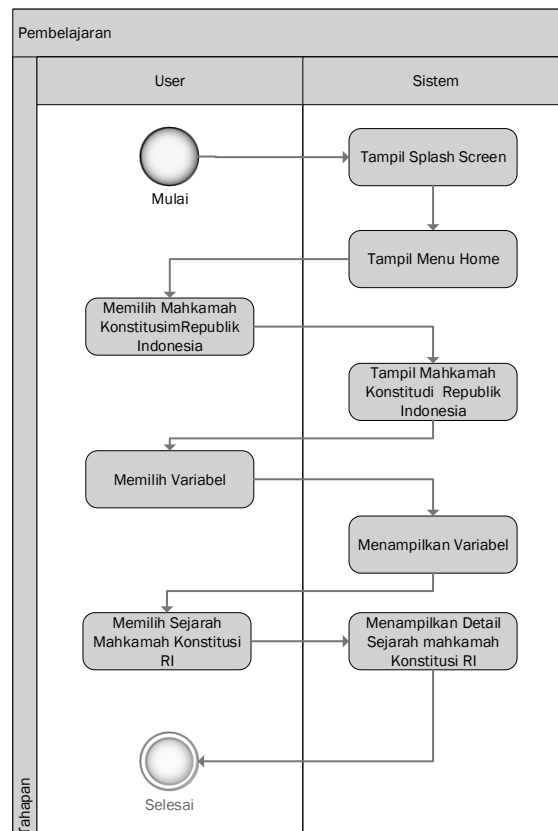 Pembelajaran
User
Sistem
Mulai
Tampil Splash Screen
Tampil Menu Home
Memilih Mahkamah
KonstitusimRepublik
Indonesia
Tampil Mahkamah
Konstitudi Republik
Indonesia
Memilih Variabel
Menampilkan Variabel
Memilih Sejarah
Mahkamah Konstitusi
RI
Menampilkan Detail
Sejarah mahkamah
Konstitusi RI
Selesai
Tahapan